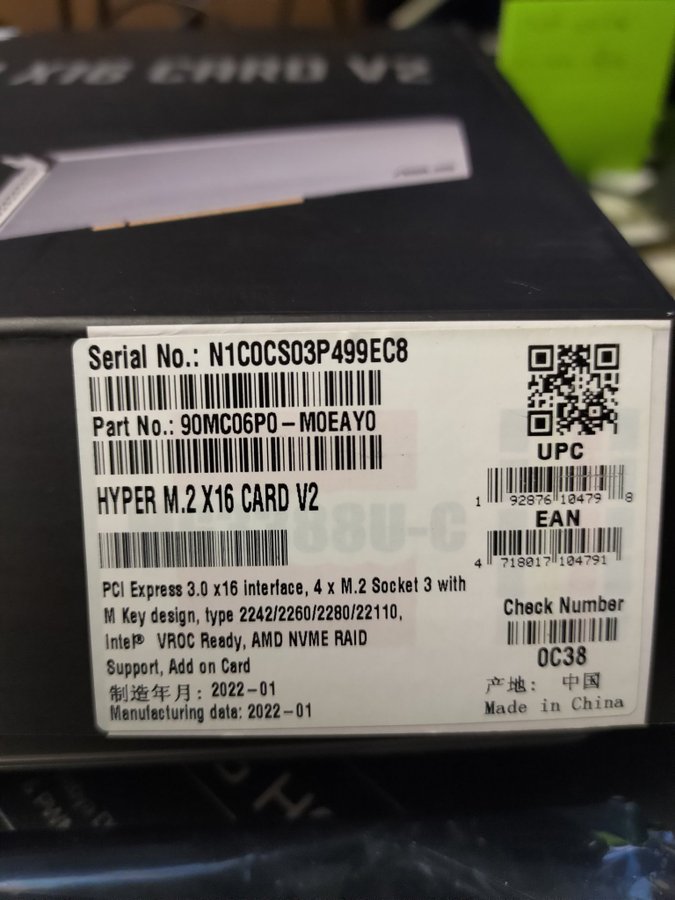 X16 CARD V2
Serial No.: N1C0CS03P499EC8
Part No.: 90MC06P0-M0EAY0
HYPER M.2 X16 CARD V2
PCI Express 3.0 x16 interface, 4 x M.2 Socket 3 with
M Key design, type 2242/2260/2280/22110,
Intel® VROC Ready, AMD NVME RAID
Support, Add on Card
制造年月: 2022-01
Manufacturing data: 2022-01
UPC
1 92876 10479 8
EAN
4 718017 104791
Check Number
0C38
产地: 中国
Made in China